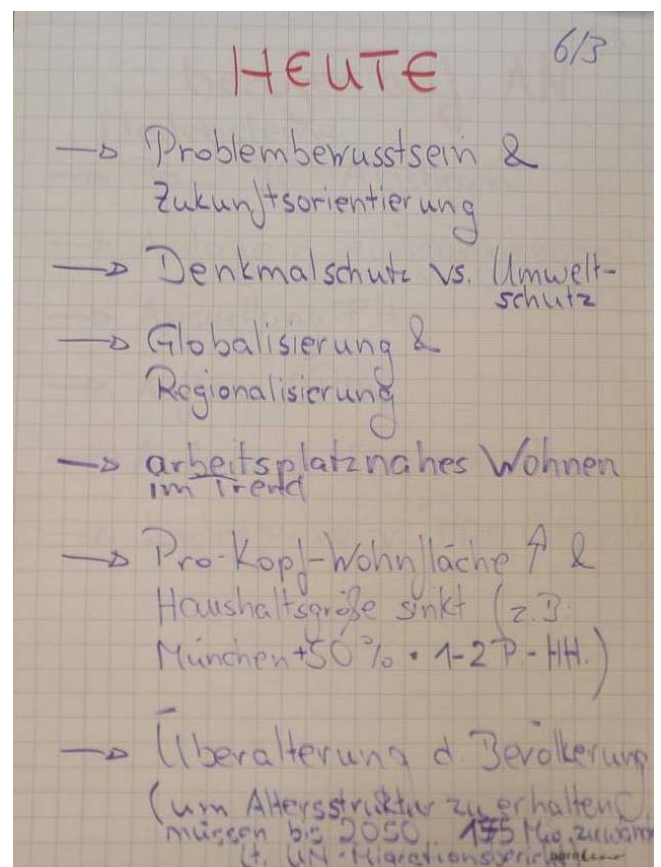 6/3
HEUTE
→ Problembewusstsein &
Zukunftsorientierung
→ Denkmalschutz vs. Umwelt-
schutz
→ Globalisierung &
Regionalisierung
→ arbeitsplatznahes Wohnen
im Trend
→ Pro-Kopf-Wohnfläche ↑ &
Haushaltsgröße sinkt (z.B.
München +50% • 1-2 P.-HH.)
→ Überalterung d. Bevölkerung
(um Altersstruktur zu erhalten
müssen bis 2050 Mio.
lt. UN-Migrationsbericht